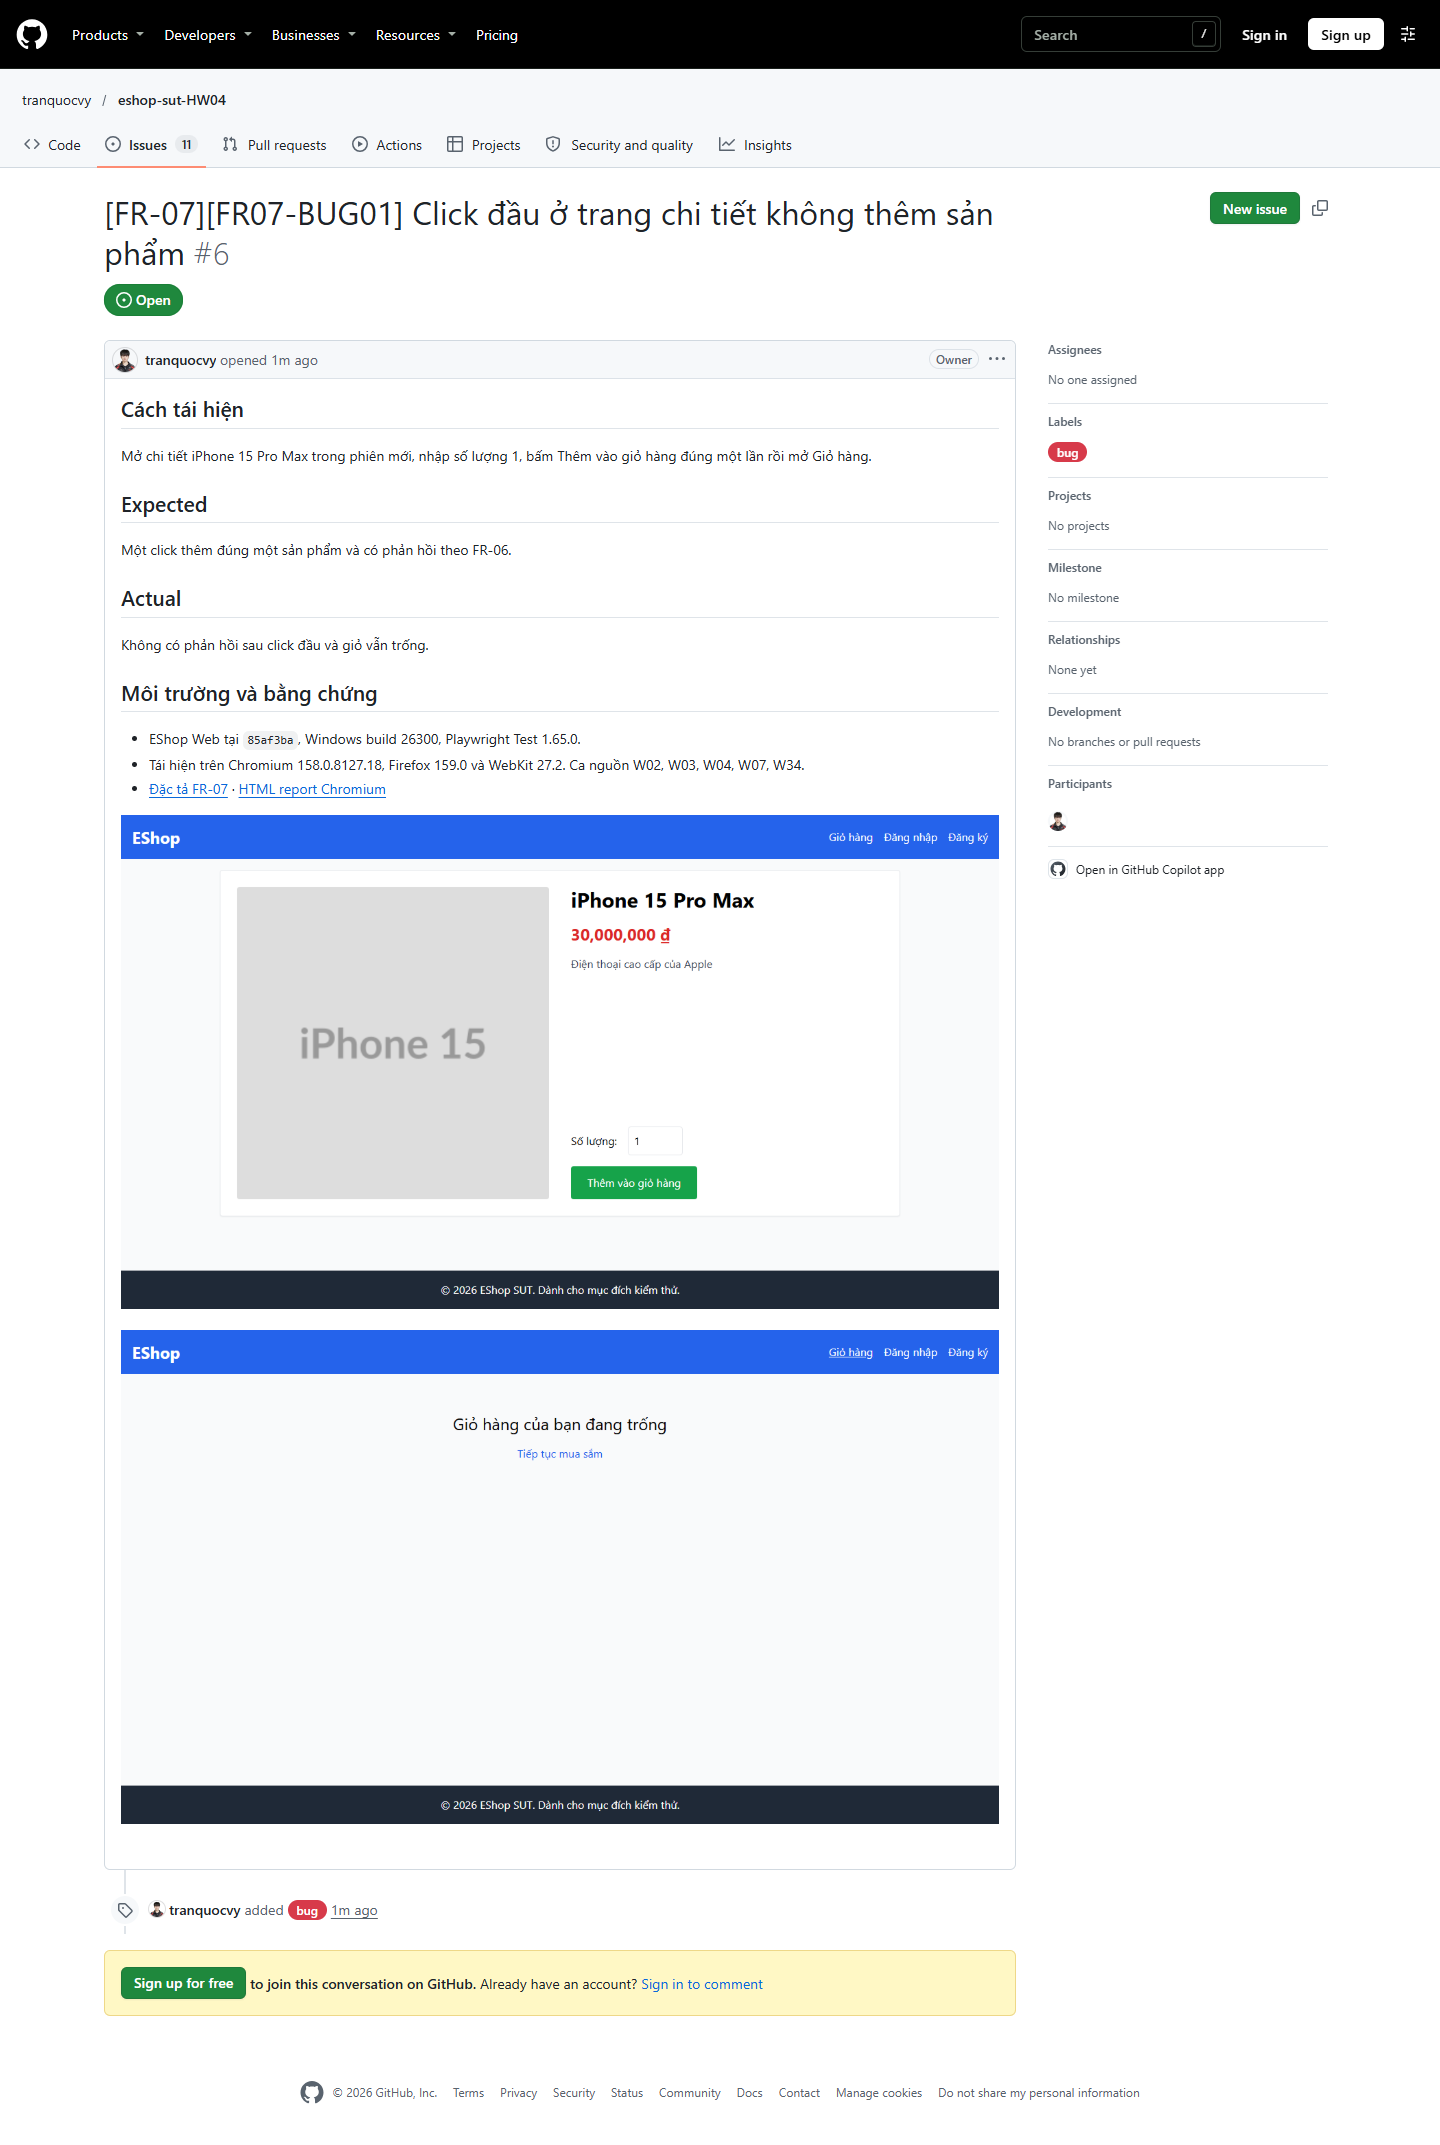 Products
Developers
Businesses
Resources
Pricing
Search
/
Sign in
Sign up
tranquocvy / eshop-sut-HW04
Code
Issues 11
Pull requests
Actions
Projects
Security and quality
Insights
[FR-07][FR07-BUG01] Click đầu ở trang chi tiết không thêm sản
phẩm #6
New issue
Open
tranquocvy opened 1m ago
Owner
Cách tái hiện
Mở chi tiết iPhone 15 Pro Max trong phiên mới, nhập số lượng 1, bấm Thêm vào giỏ hàng đúng một lần rồi mở Giỏ hàng.
Expected
Một click thêm đúng một sản phẩm và có phản hồi theo FR-06.
Actual
Không có phản hồi sau click đầu và giỏ vẫn trống.
Môi trường và bằng chứng
• EShop Web tại 85af3ba, Windows build 26300, Playwright Test 1.65.0.
• Tái hiện trên Chromium 158.0.8127.18, Firefox 159.0 và WebKit 27.2. Ca nguồn W02, W03, W04, W07, W34.
• Đặc tả FR-07 · HTML report Chromium
EShop
Giỏ hàng
Đăng nhập
Đăng ký
iPhone 15
iPhone 15 Pro Max
30,000,000 ₫
Điện thoại cao cấp của Apple
Số lượng: 1
Thêm vào giỏ hàng
© 2026 EShop SUT. Dành cho mục đích kiểm thử.
EShop
Giỏ hàng
Đăng nhập
Đăng ký
Giỏ hàng của bạn đang trống
Tiếp tục mua sắm
© 2026 EShop SUT. Dành cho mục đích kiểm thử.
tranquocvy added bug 1m ago
Sign up for free to join this conversation on GitHub. Already have an account? Sign in to comment
Assignees
No one assigned
Labels
bug
Projects
No projects
Milestone
No milestone
Relationships
None yet
Development
No branches or pull requests
Participants
Open in GitHub Copilot app
© 2026 GitHub, Inc.
Terms
Privacy
Security
Status
Community
Docs
Contact
Manage cookies
Do not share my personal information